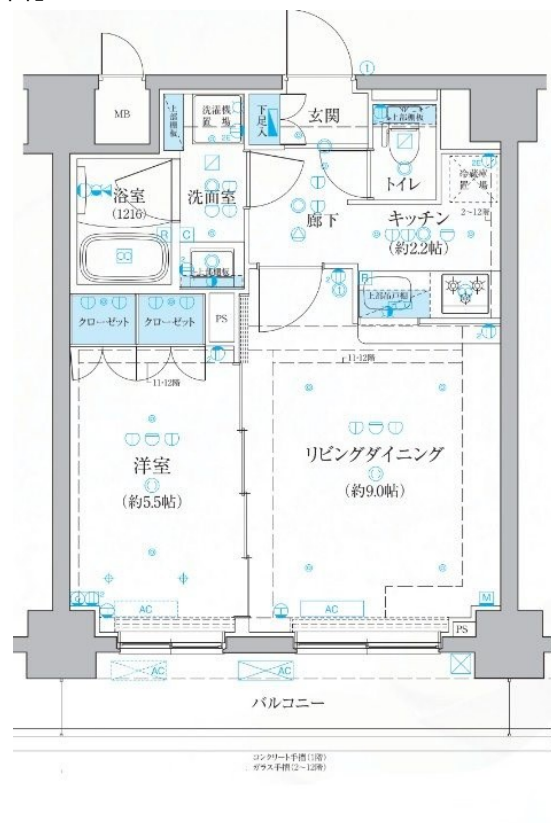 MB
上部棚板
洗濯機
置場
下足入
玄関
上部棚板
トイレ
冷蔵庫
置場
2~12階
浴室
(1216)
洗面室
廊下
キッチン
(約2.2帖)
R
C
R
上部棚板
上部吊戸棚
クローゼット
クローゼット
PS
11-12階
11-12階
洋室
(約5.5帖)
リビングダイニング
(約9.0帖)
AC
AC
M
PS
AC
AC
バルコニー
コンクリート手摺(1階)
ガラス手摺(2~12階)